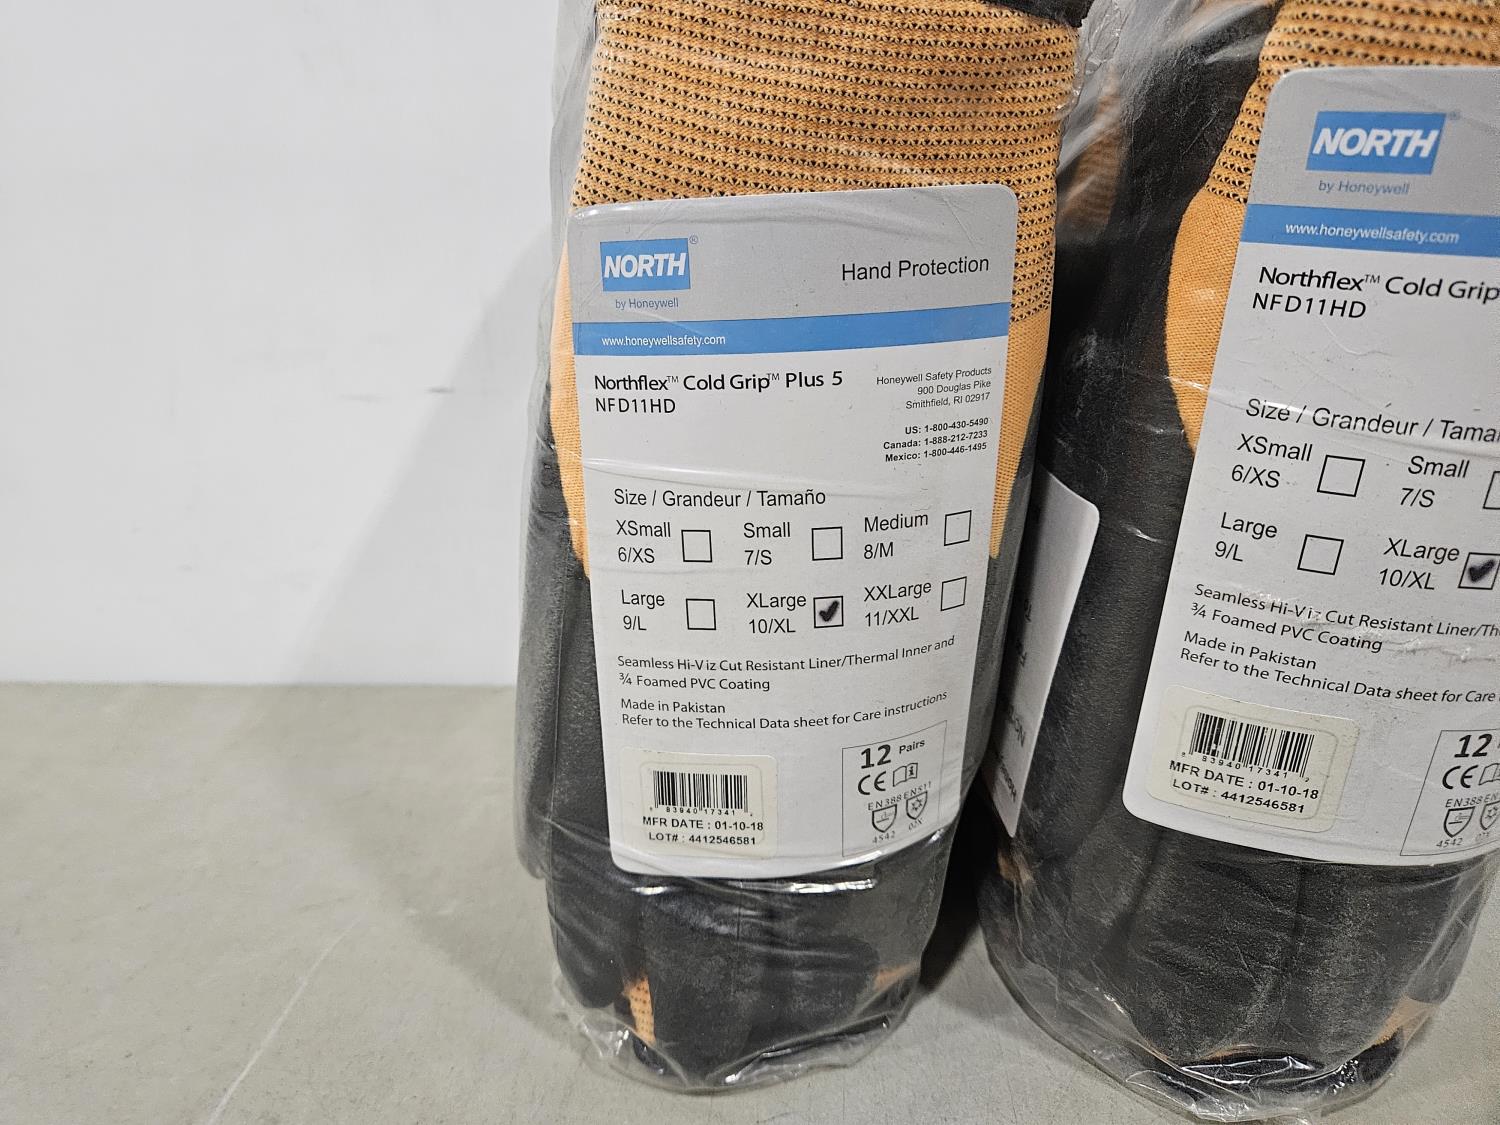 NORTH®
by Honeywell
Hand Protection
www.honeywellsafety.com
Northflex™ Cold Grip™ Plus 5
NFD11HD
Honeywell Safety Products
900 Douglas Pike
Smithfield, RI 02917
US: 1-800-430-5490
Canada: 1-888-212-7233
Mexico: 1-800-446-1495
Size / Grandeur / Tamaño
XSmall
6/XS
Small
7/S
Medium
8/M
Large
9/L
XLarge
10/XL
XXLarge
11/XXL
Seamless Hi-Viz Cut Resistant Liner/Thermal Inner and
¾ Foamed PVC Coating
Made in Pakistan
Refer to the Technical Data sheet for Care instructions
83940 17341
MFR DATE : 01-10-18
LOT# : 4412546581
12 Pairs
CE
EN388 EN511
4542 02X
NORTH
by Honeywell
www.honeywellsafety.com
Northflex™ Cold Grip
NFD11HD
Size / Grandeur /
XSmall
6/XS
Small
7/S
Large
9/L
XLarge
10/XL
Seamless Hi-Viz Cut Resistant Liner/
¾ Foamed PVC Coating
Made in Pakistan
Refer to the Technical Data sheet for Care
8 83940 17341 2
MFR DATE : 01-10-18
LOT# : 4412546581
12
CE
EN388
4542